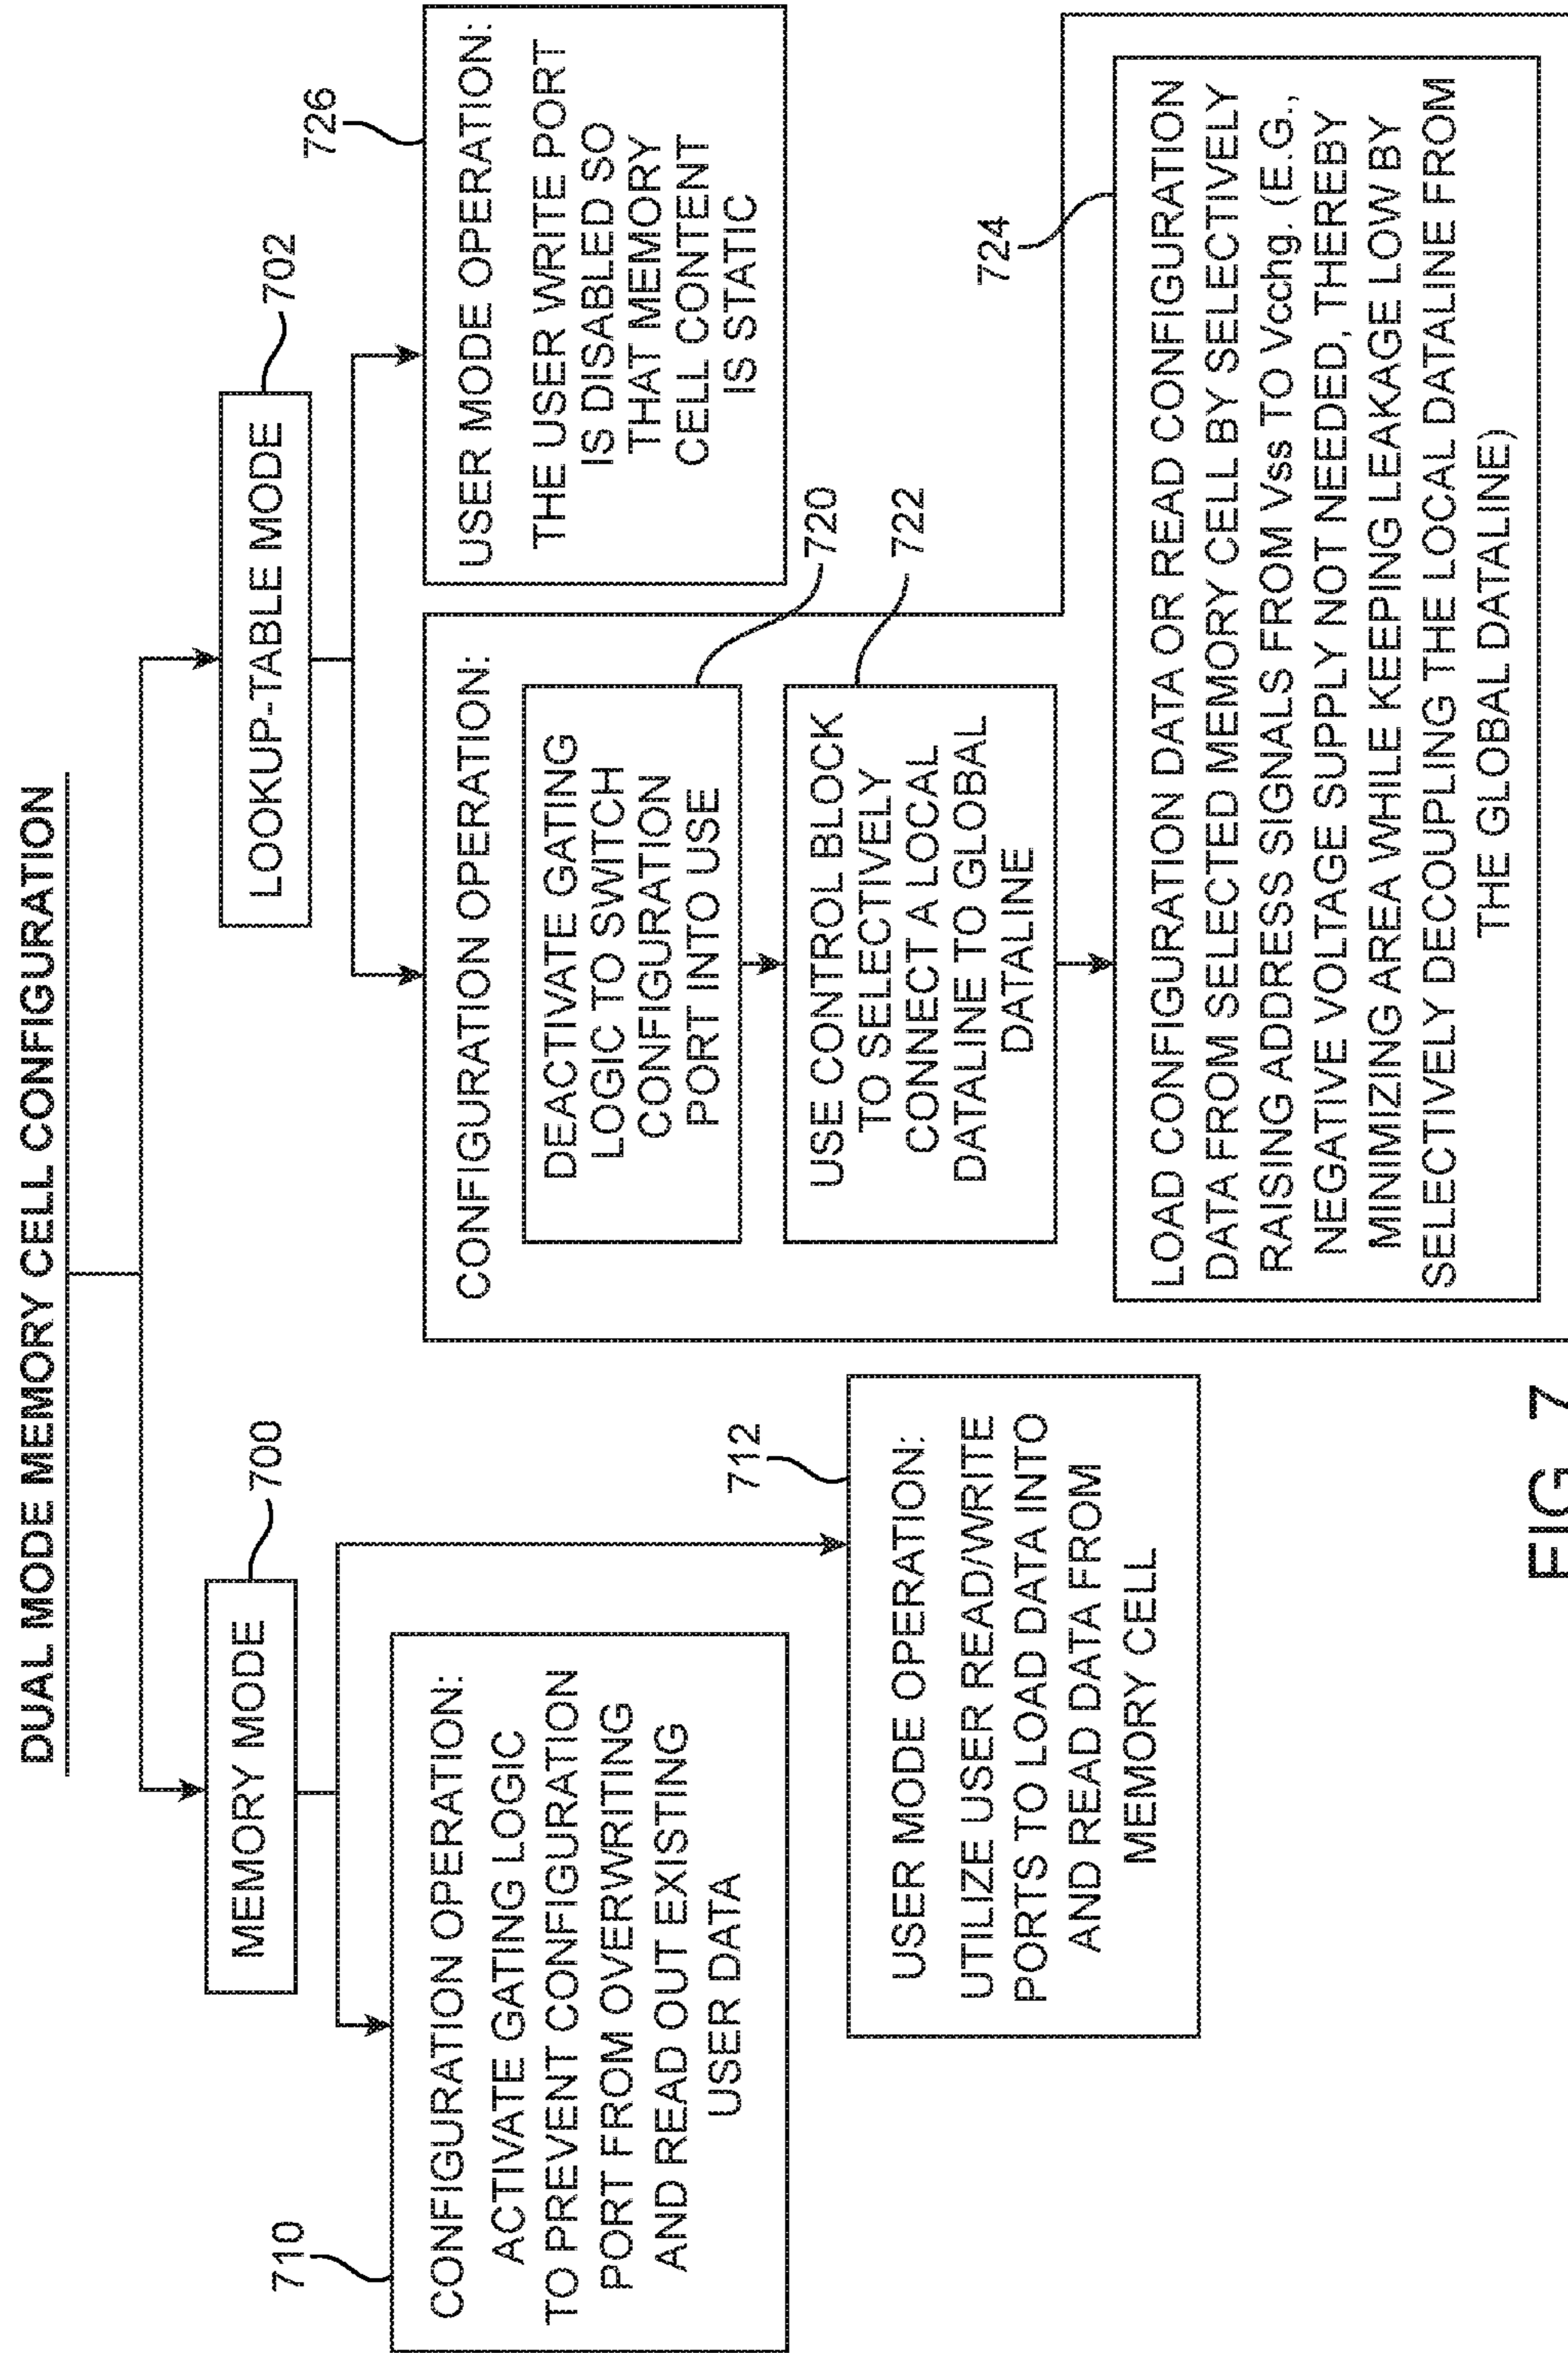 DUAL MODE MEMORY CELL CONFIGURATION
MEMORY MODE
700
CONFIGURATION OPERATION:
ACTIVATE GATING LOGIC
TO PREVENT CONFIGURATION
PORT FROM OVERWRITING
AND READ OUT EXISTING
USER DATA
710
USER MODE OPERATION:
UTILIZE USER READ/WRITE
PORTS TO LOAD DATA INTO
AND READ DATA FROM
MEMORY CELL
712
LOOKUP-TABLE MODE
702
CONFIGURATION OPERATION:
DEACTIVATE GATING
LOGIC TO SWITCH
CONFIGURATION
PORT INTO USE
720
USE CONTROL BLOCK
TO SELECTIVELY
CONNECT A LOCAL
DATALINE TO GLOBAL
DATALINE
722
LOAD CONFIGURATION DATA OR READ CONFIGURATION
DATA FROM SELECTED MEMORY CELL BY SELECTIVELY
RAISING ADDRESS SIGNALS FROM Vss TO Vcchg. (E.G.,
NEGATIVE VOLTAGE SUPPLY NOT NEEDED, THEREBY
MINIMIZING AREA WHILE KEEPING LEAKAGE LOW BY
SELECTIVELY DECOUPLING THE LOCAL DATALINE FROM
THE GLOBAL DATALINE)
724
USER MODE OPERATION:
THE USER WRITE PORT
IS DISABLED SO
THAT MEMORY
CELL CONTENT
IS STATIC
726
FIG. 7